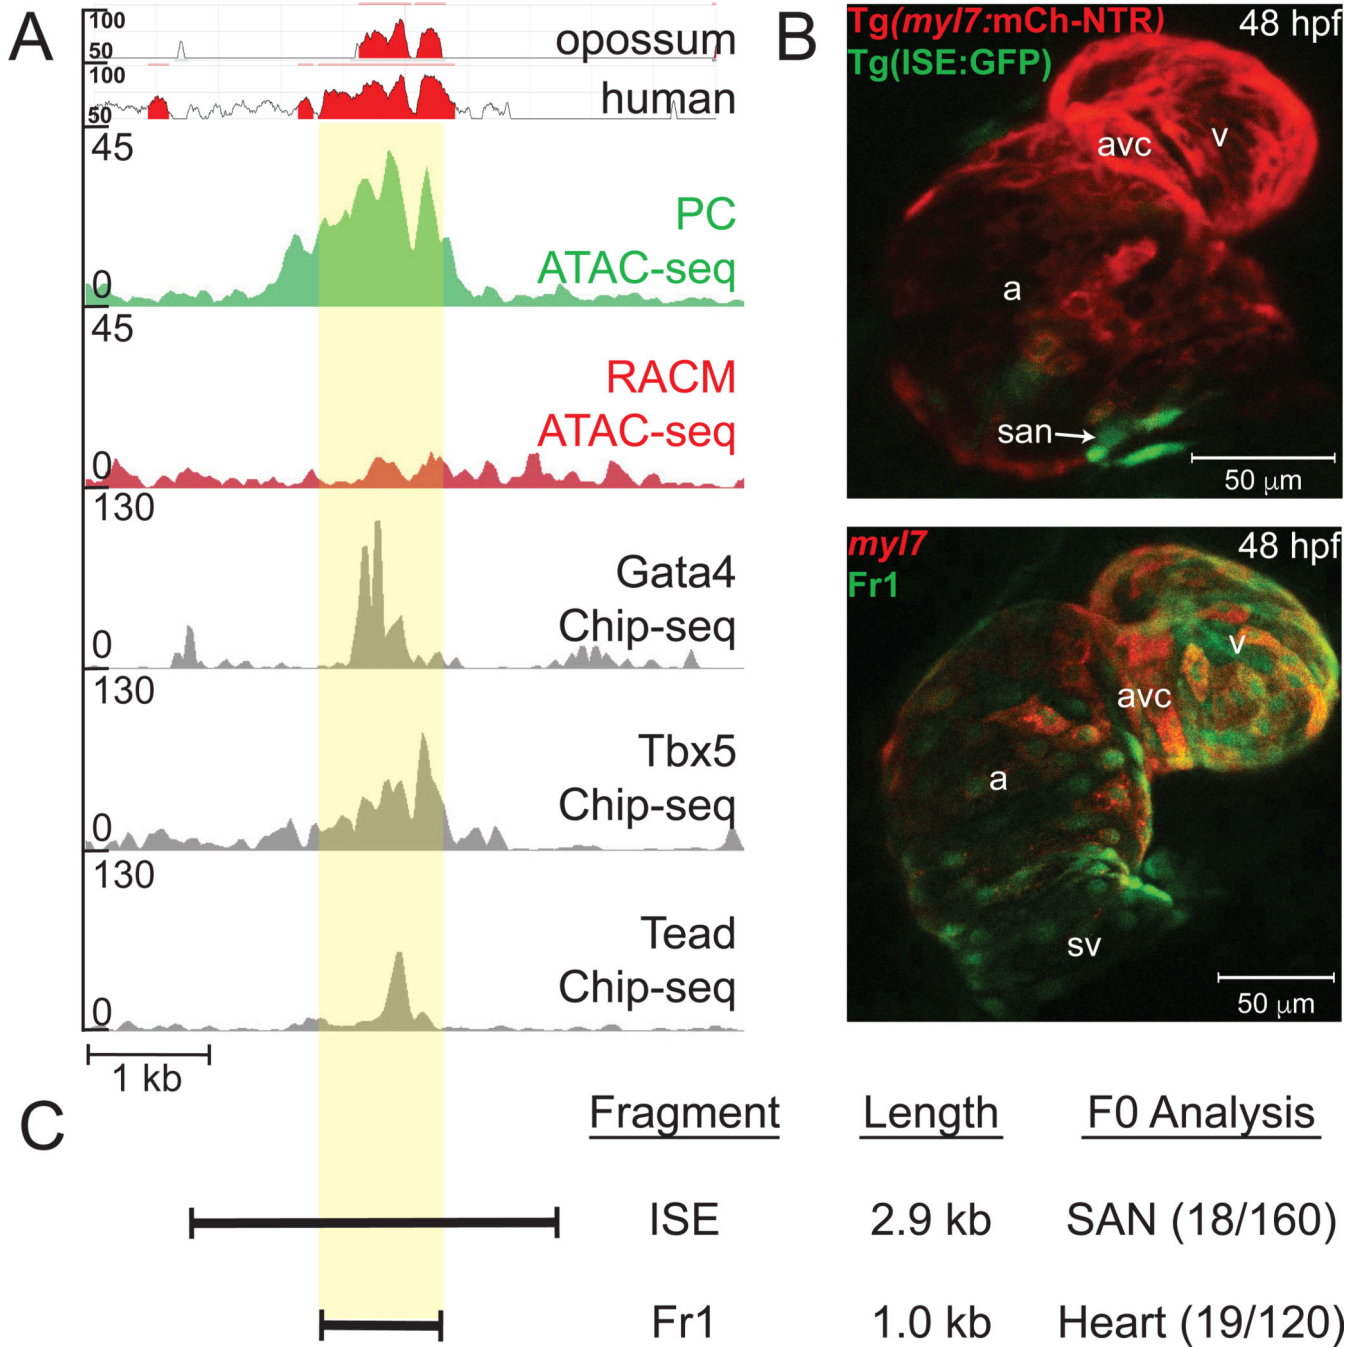 A
100
50
opossum
100
50
human
45
0
PC
ATAC-seq
45
0
RACM
ATAC-seq
130
0
Gata4
Chip-seq
130
0
Tbx5
Chip-seq
130
0
Tead
Chip-seq
1 kb
B
Tg(myl7:mCh-NTR)
48 hpf
Tg(ISE:GFP)
avc
v
a
san
50 μm
myl7
48 hpf
Fr1
v
avc
a
sv
50 μm
C
Fragment Length F0 Analysis
ISE 2.9 kb SAN (18/160)
Fr1 1.0 kb Heart (19/120)